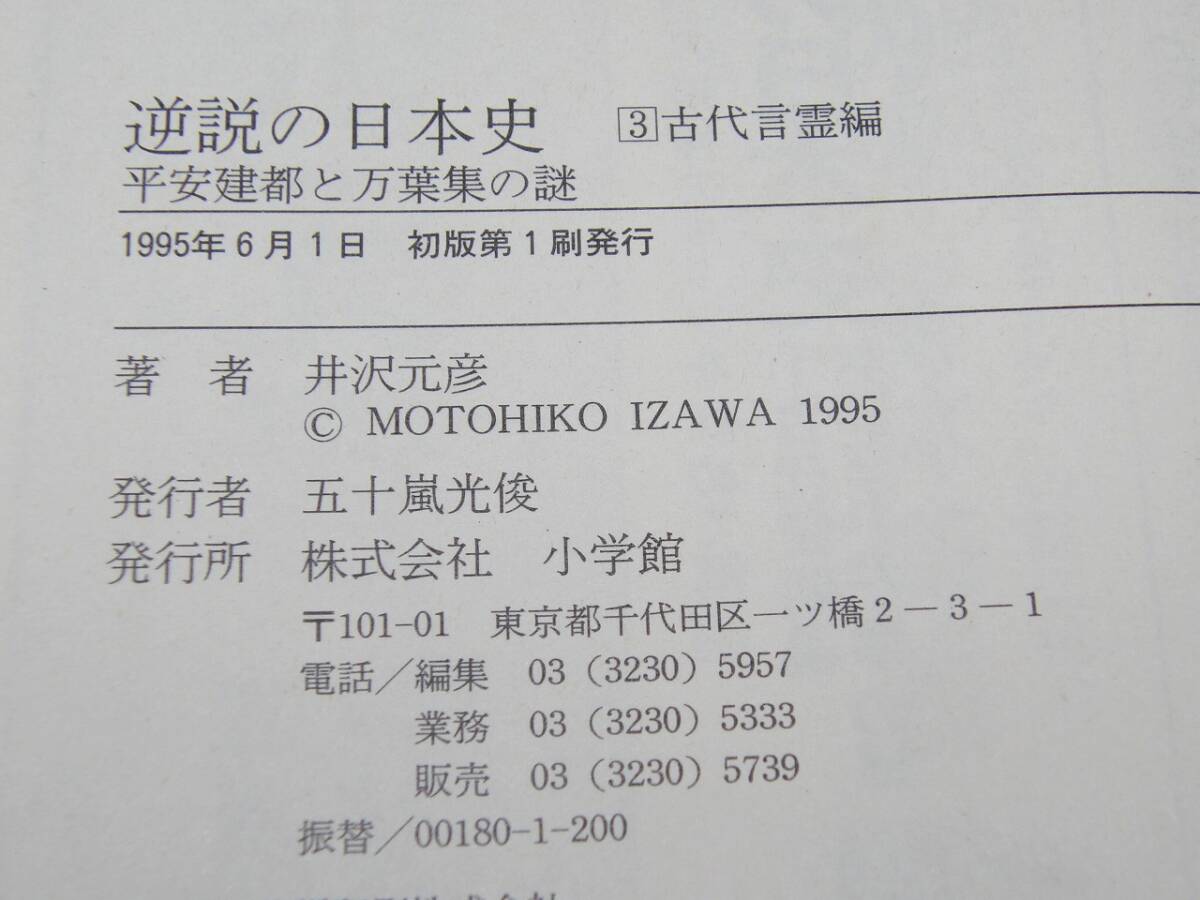 逆説の日本史 3古代言霊編
平安建都と万葉集の謎
1995年6月1日 初版第1刷発行
著者 井沢元彦
© MOTOHIKO IZAWA 1995
発行者 五十嵐光俊
発行所 株式会社 小学館
〒101-01 東京都千代田区一ツ橋2-3-1
電話/編集 03(3230)5957
業務 03(3230)5333
販売 03(3230)5739
振替/00180-1-200